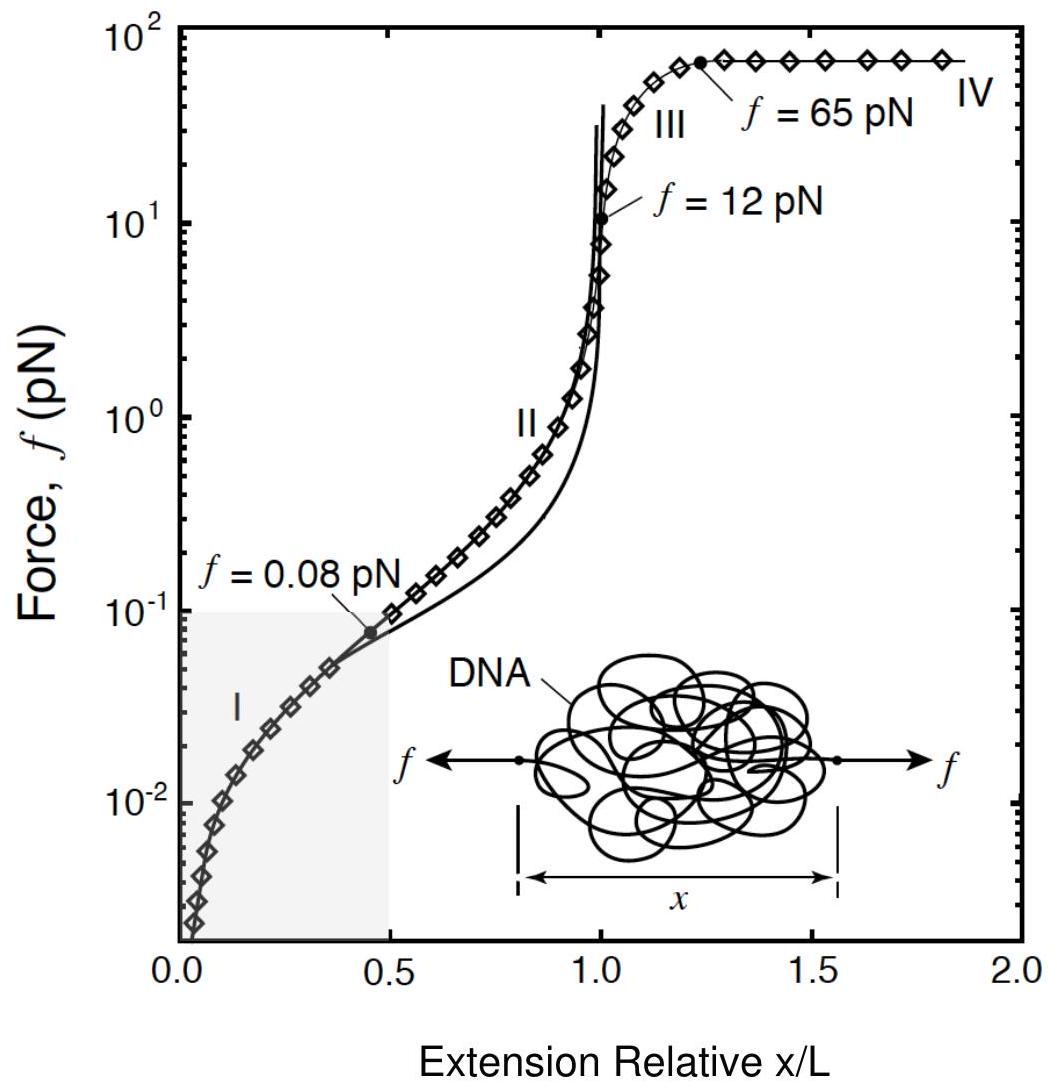 10²
IV
III
f = 65 pN
f = 12 pN
10¹
Force, f (pN)
II
10⁰
f = 0.08 pN
10⁻¹
DNA
I
f
f
10⁻²
x
0.0 0.5 1.0 1.5 2.0
Extension Relative x/L